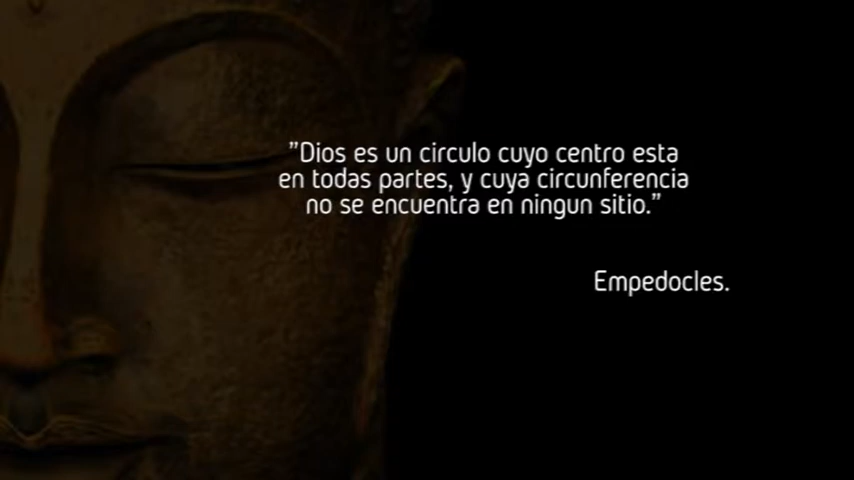 "Dios es un circulo cuyo centro esta
en todas partes, y cuya circunferencia
no se encuentra en ningun sitio."
Empedocles.